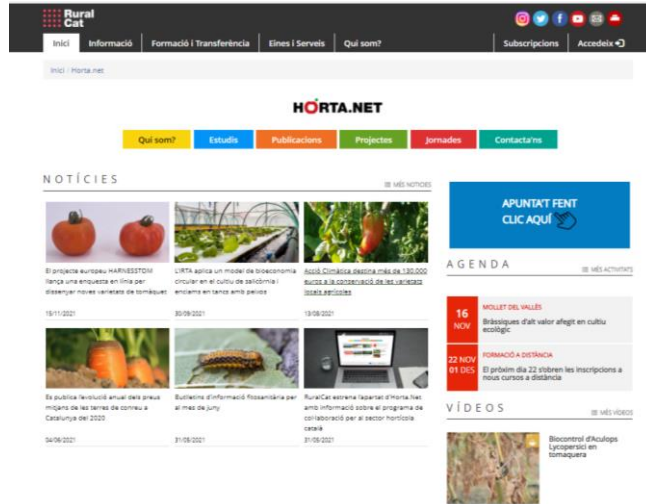 Rural
Cat
Inici
Informació
Formació i Transferència
Eines i Serveis
Qui som?
Subscripcions
Accedeix
Inici / Horta.net
HORTA.NET
Qui som?
Estudis
Publicacions
Projectes
Jornades
Contacta'ns
NOTÍCIES
MÉS NOTICIES
El projecte europeu HARNESSTOM
llança una enquesta en línia per
dissenyar noves varietats de tomàquet
15/11/2021
L'IRTA aplica un model de bioeconomia
circular en el cultiu de salicòrnia i
enciams en tancs amb peixos
30/09/2021
Acció Climàtica destina més de 130.000
euros a la conservació de les varietats
locals agrícoles
13/08/2021
Es publica l'evolució anual dels preus
mitjans de les terres de conreu a
Catalunya del 2020
04/06/2021
Butlletins d'informació fitosanitària per
al mes de juny
31/05/2021
RuralCat estrena l'apartat d'Horta.Net
amb informació sobre el programa de
col·laboració per al sector hortícola
català
31/05/2021
APUNTA'T FENT
CLIC AQUÍ
AGENDA
MÉS ACTIVITATS
16
NOV
MOLLET DEL VALLÈS
Bràssiques d'alt valor afegit en cultiu
ecològic
22 NOV
01 DES
FORMACIÓ A DISTÀNCIA
El pròxim dia 22 s'obren les inscripcions a
nous cursos a distància
VÍDEOS
MÉS VÍDEOS
Biocontrol d'Aculops
Lycopersici en
tomaquera